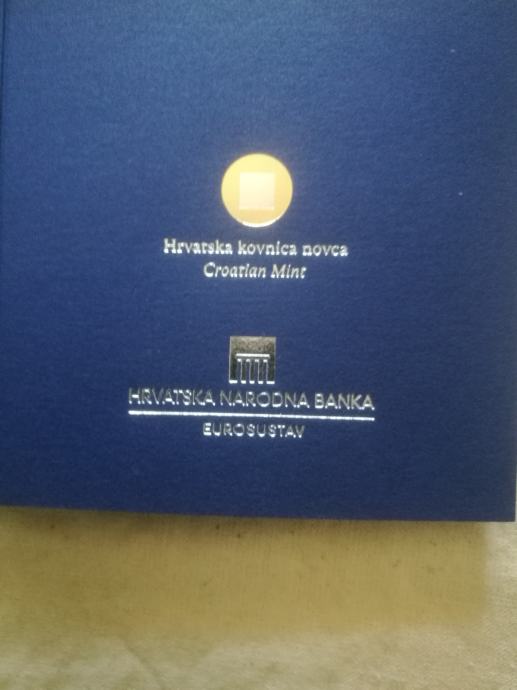 Hrvatska kovnica novca
Croatian Mint
HRVATSKA NARODNA BANKA
EUROSUSTAV